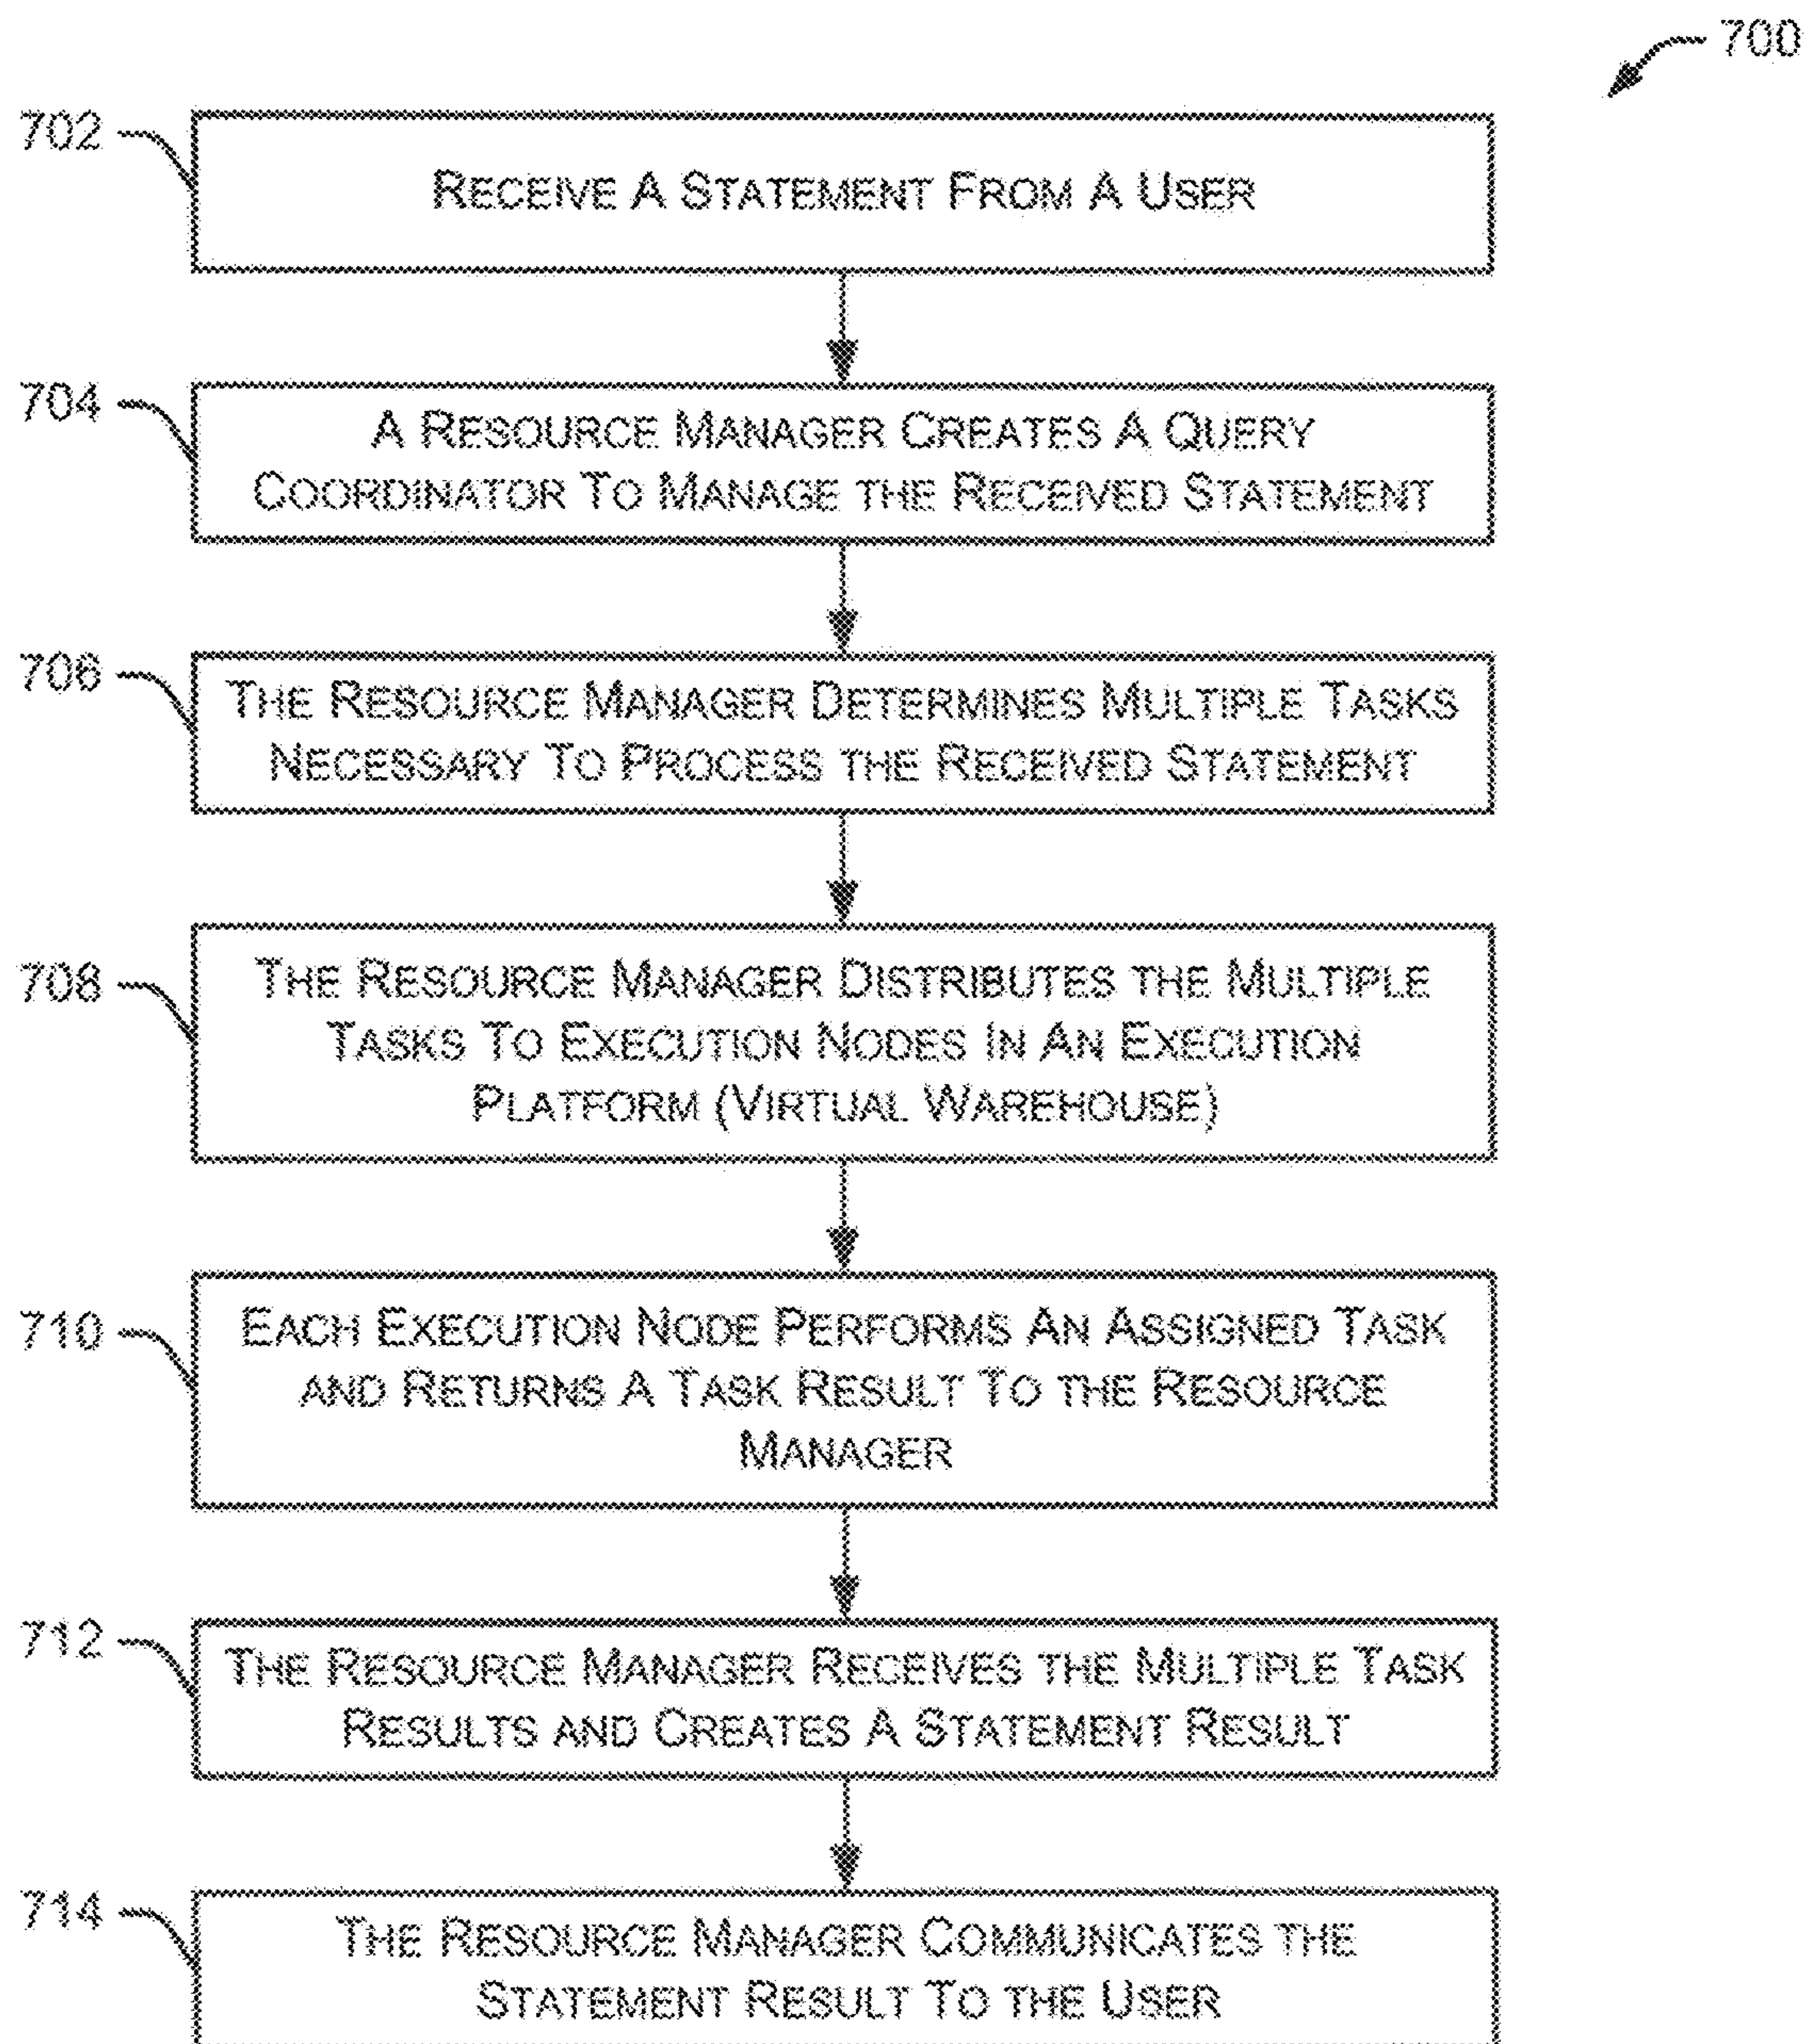 700
702
RECEIVE A STATEMENT FROM A USER
704
A RESOURCE MANAGER CREATES A QUERY
COORDINATOR TO MANAGE THE RECEIVED STATEMENT
706
THE RESOURCE MANAGER DETERMINES MULTIPLE TASKS
NECESSARY TO PROCESS THE RECEIVED STATEMENT
708
THE RESOURCE MANAGER DISTRIBUTES THE MULTIPLE
TASKS TO EXECUTION NODES IN AN EXECUTION
PLATFORM (VIRTUAL WAREHOUSE)
710
EACH EXECUTION NODE PERFORMS AN ASSIGNED TASK
AND RETURNS A TASK RESULT TO THE RESOURCE
MANAGER
712
THE RESOURCE MANAGER RECEIVES THE MULTIPLE TASK
RESULTS AND CREATES A STATEMENT RESULT
714
THE RESOURCE MANAGER COMMUNICATES THE
STATEMENT RESULT TO THE USER